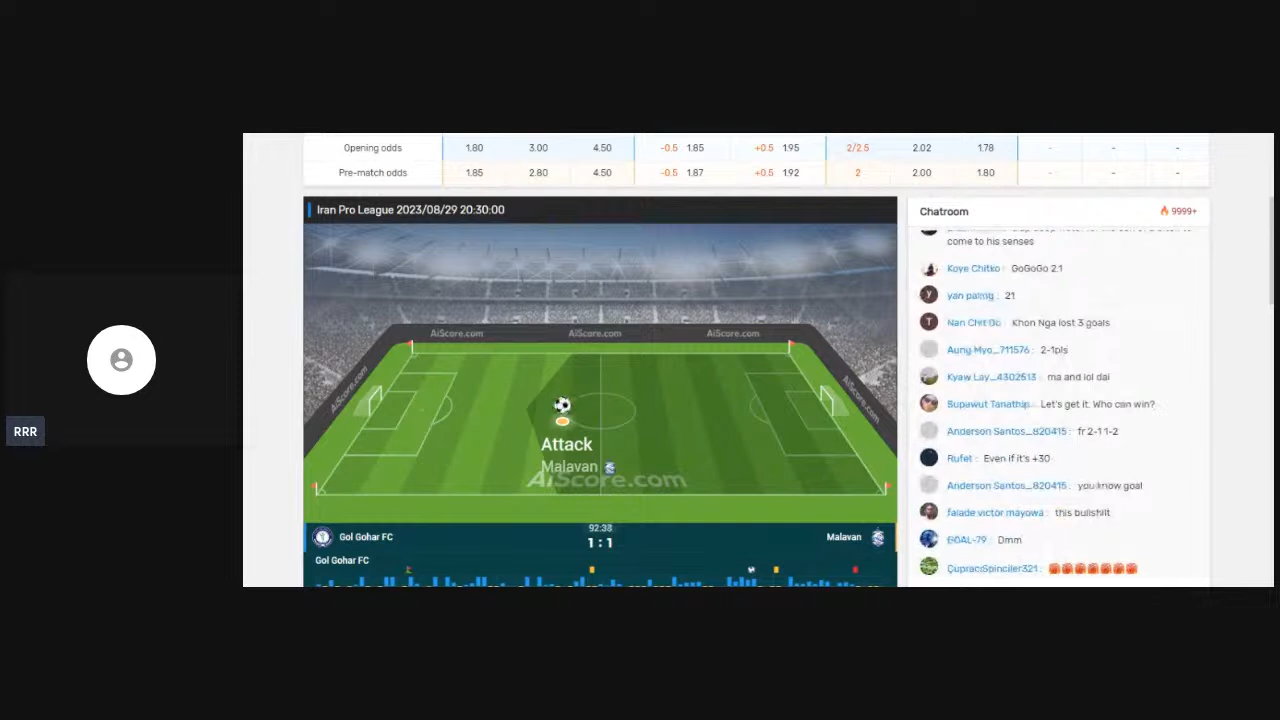 Opening odds 1.80 3.00 4.50 -0.5 1.85 +0.5 1.95 2/2.5 2.02 1.78 - - -
Pre-match odds 1.85 2.80 4.50 -0.5 1.87 +0.5 1.92 2 2.00 1.80 - - -
Iran Pro League 2023/08/29 20:30:00
AiScore.com AiScore.com AiScore.com
AiScore.com
AiScore.com
Attack
Malavan
AiScore.com
92:38
Gol Gohar FC 1 : 1 Malavan
Gol Gohar FC
Chatroom 9999+
come to his senses
Koye Chitko : GoGoGo 2.1
yan paing : 21
Nan Chit Oo : Khon Nga lost 3 goals
Aung Myo_711576 : 2-1pls
Kyaw Lay_4302513 : ma and lol dai
Supawut Tanathip : Let's get it. Who can win?
Anderson Santos_820415 : fr 2-1 1-2
Rufet : Even if it's +30
Anderson Santos_820415 : you know goal
falade victor mayowa : this bullshit
GOAL-79 : Dmm
ÇupraciSpinciler321 :
RRR